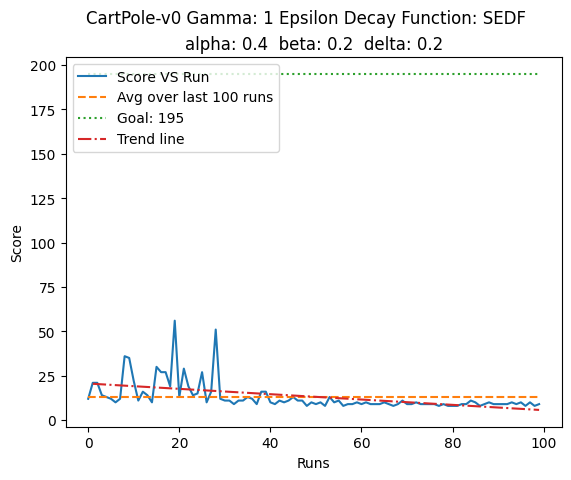 CartPole-v0 Gamma: 1 Epsilon Decay Function: SEDF
alpha: 0.4 beta: 0.2 delta: 0.2
Score VS Run
Avg over last 100 runs
Goal: 195
Trend line
200
175
150
125
100
75
50
25
0
Score
0 20 40 60 80 100
Runs